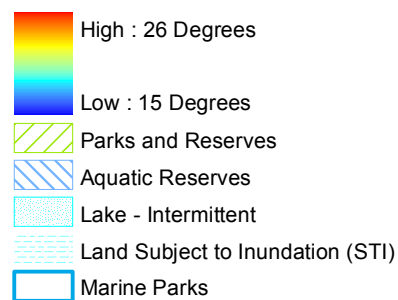 High : 26 Degrees
Low : 15 Degrees
Parks and Reserves
Aquatic Reserves
Lake - Intermittent
Land Subject to Inundation (STI)
Marine Parks